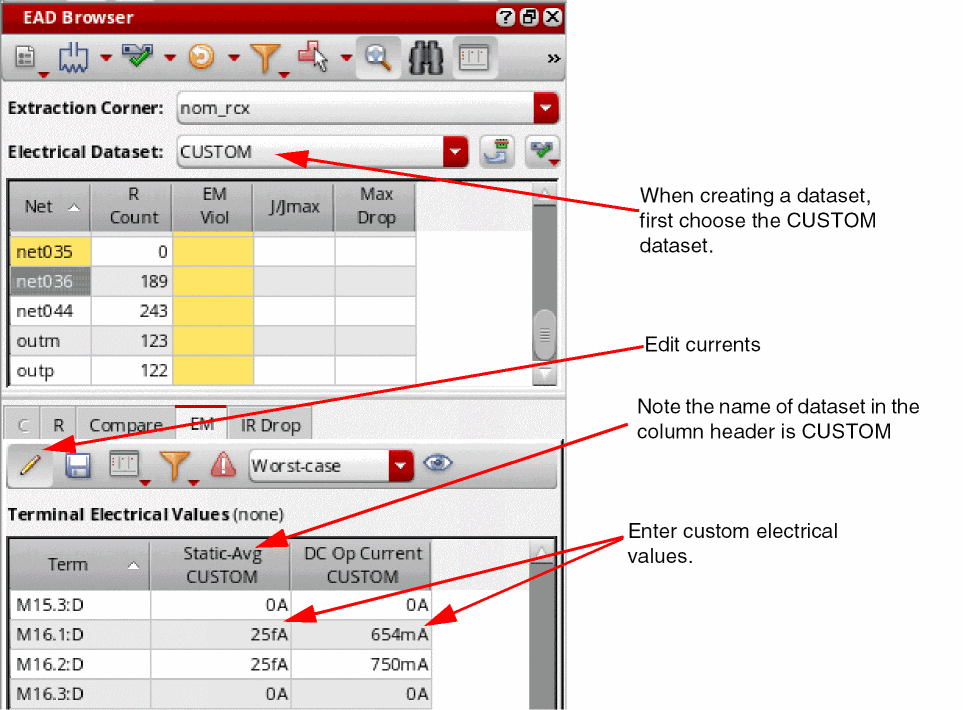 EAD Browser
Extraction Corner: nom_rcx
Electrical Dataset: CUSTOM
Net R Count EM Viol J/Jmax Max Drop
net035 0
net036 189
net044 243
outm 123
outp 122
When creating a dataset,
first choose the CUSTOM
dataset.
Edit currents
C R Compare EM IR Drop
Note the name of dataset in the
column header is CUSTOM
Worst-case
Terminal Electrical Values (none)
Enter custom electrical
values.
Term Static-Avg CUSTOM DC Op Current CUSTOM
M15.3:D 0A 0A
M16.1:D 25fA 654mA
M16.2:D 25fA 750mA
M16.3:D 0A 0A